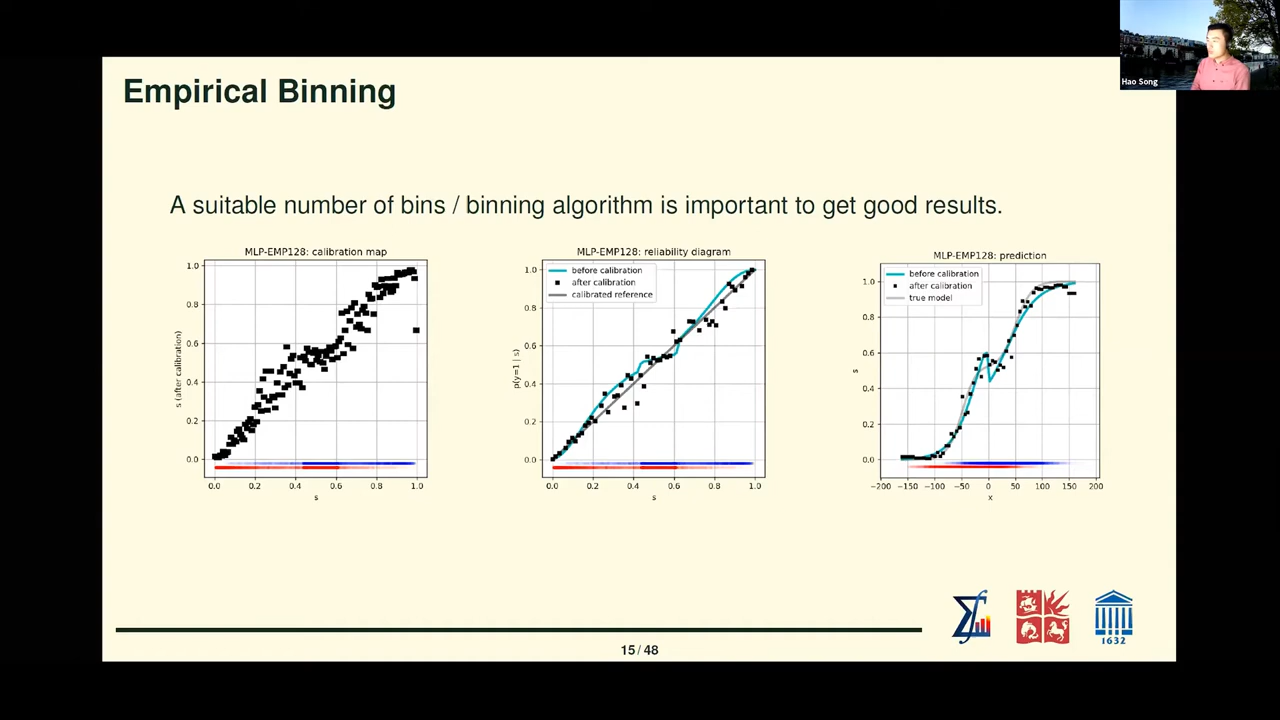 Hao Song
Empirical Binning
A suitable number of bins / binning algorithm is important to get good results.
MLP-EMP128: calibration map
s (after calibration)
1.0
0.8
0.6
0.4
0.2
0.0
0.0 0.2 0.4 0.6 0.8 1.0
s
MLP-EMP128: reliability diagram
before calibration
after calibration
calibrated reference
p(y=1 | s)
1.0
0.8
0.6
0.4
0.2
0.0
0.0 0.2 0.4 0.6 0.8 1.0
s
MLP-EMP128: prediction
before calibration
after calibration
true model
s
1.0
0.8
0.6
0.4
0.2
0.0
−200 −150 −100 −50 0 50 100 150 200
x
1632
15 / 48